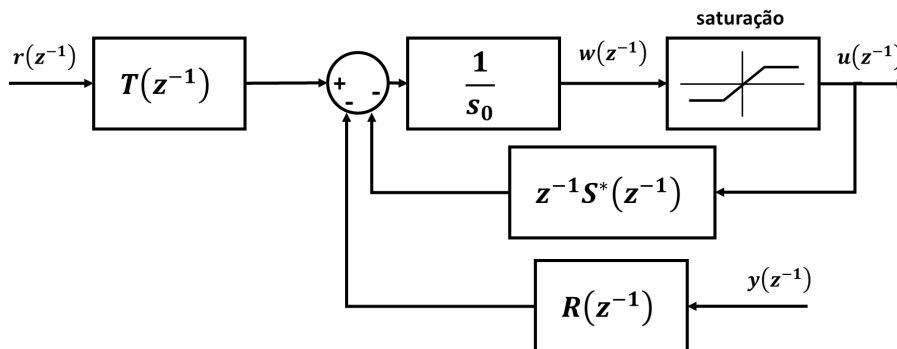 saturação
r(z⁻¹)
T(z⁻¹)
+
-
-
1
s₀
w(z⁻¹)
u(z⁻¹)
z⁻¹S*(z⁻¹)
R(z⁻¹)
y(z⁻¹)